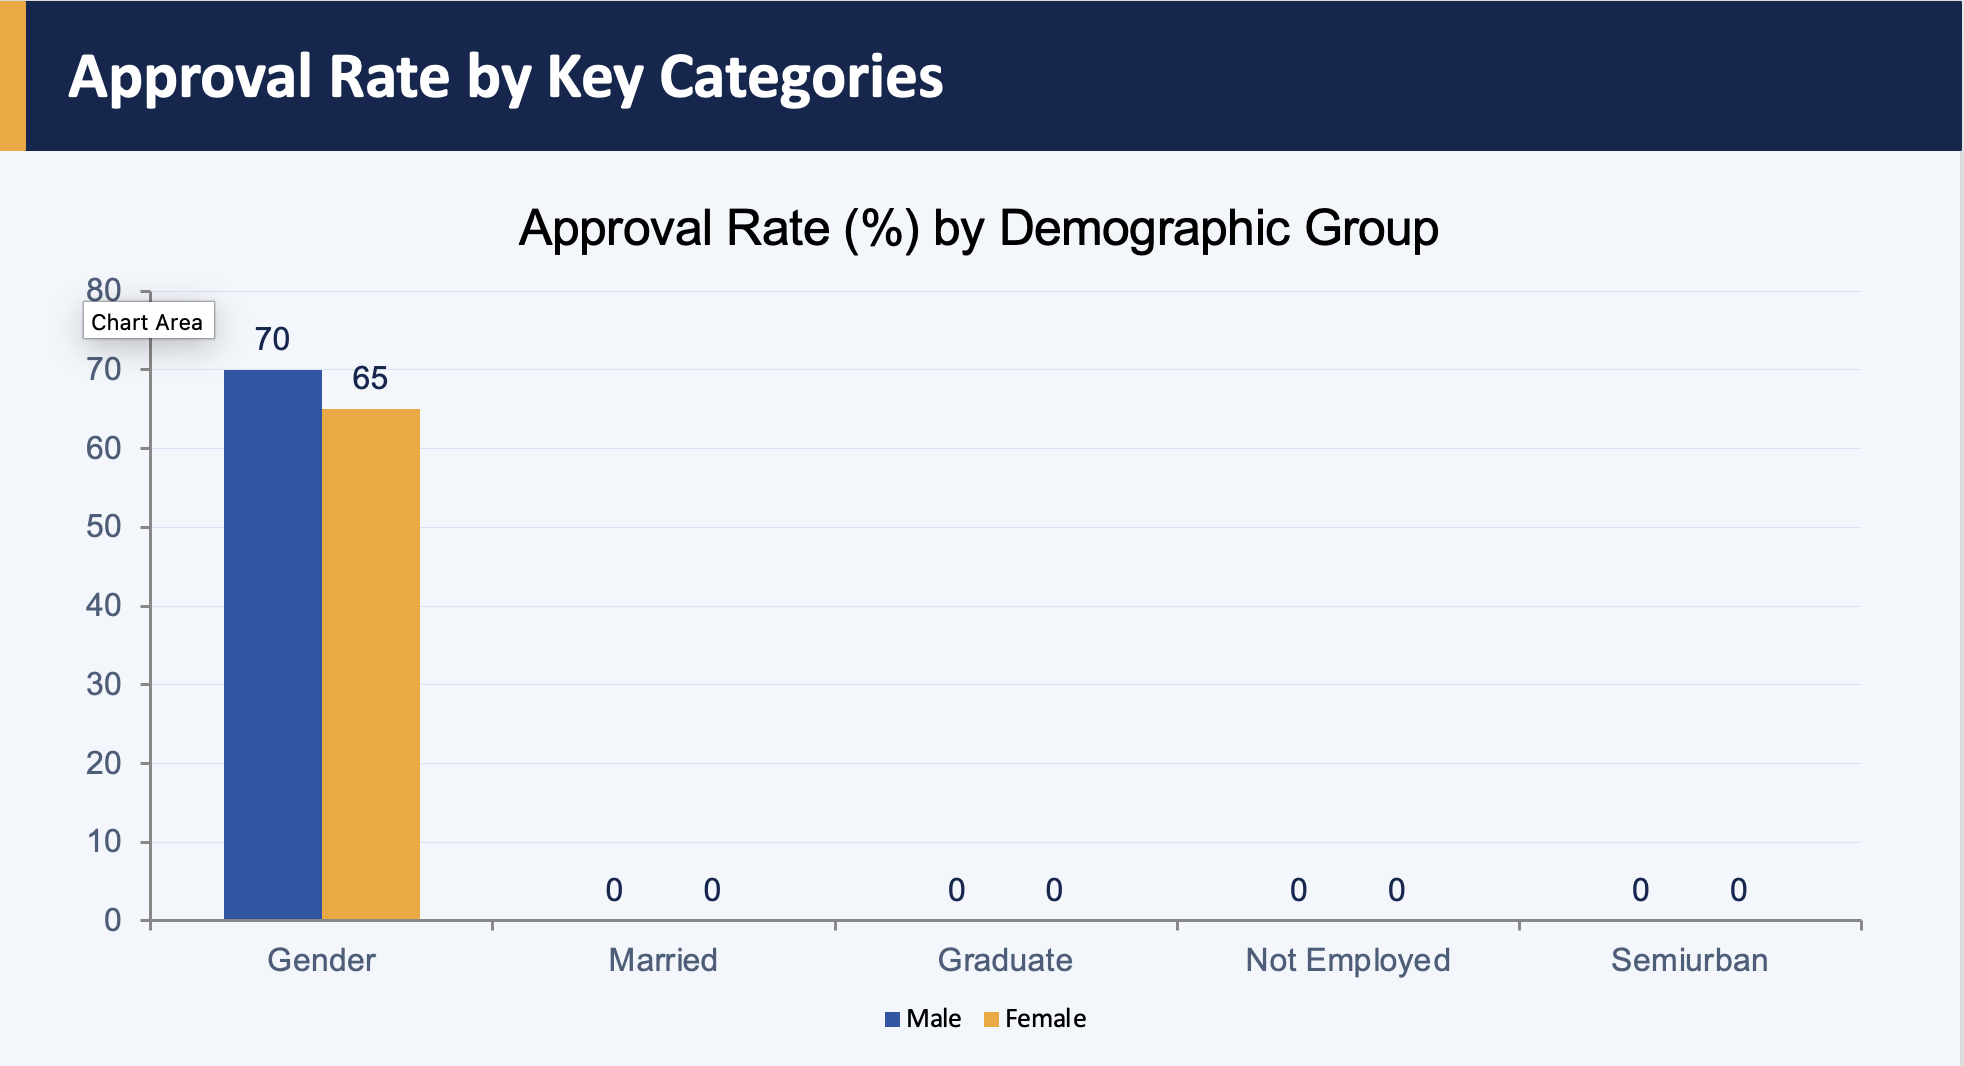 Approval Rate by Key Categories
Approval Rate (%) by Demographic Group
80
Chart Area
70
65
70
60
50
40
30
20
10
0
0 0 0 0 0 0 0 0
Gender Married Graduate Not Employed Semiurban
Male Female